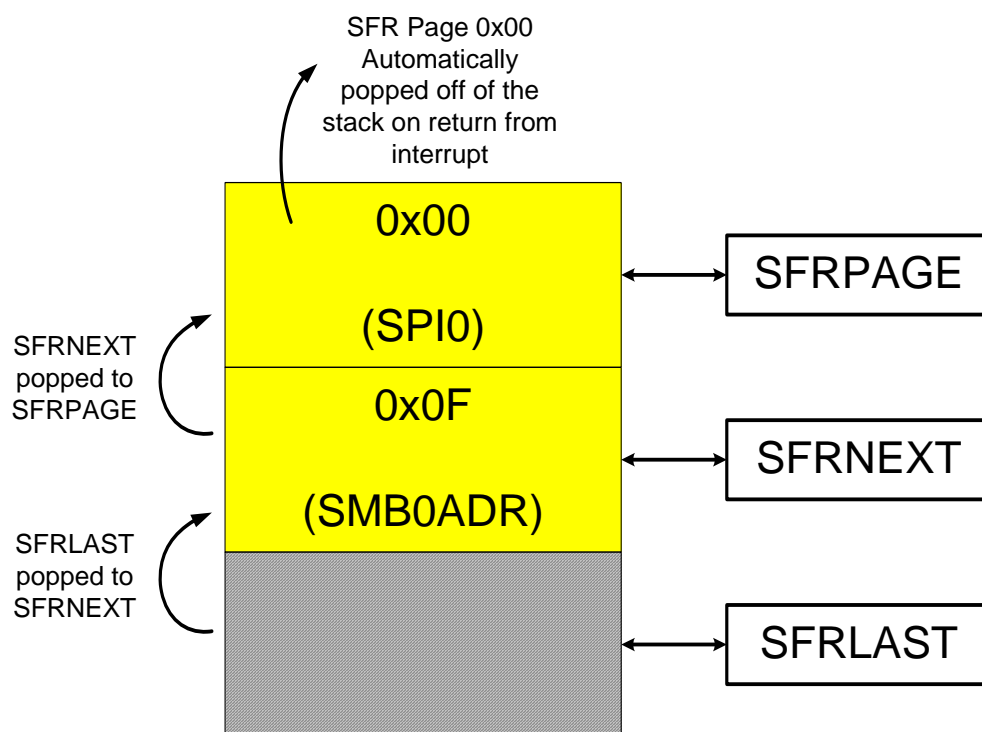 SFR Page 0x00
Automatically
popped off of the
stack on return from
interrupt
0x00
(SPI0)
SFRPAGE
SFRNEXT
popped to
SFRPAGE
0x0F
(SMB0ADR)
SFRNEXT
SFRLAST
popped to
SFRNEXT
SFRLAST